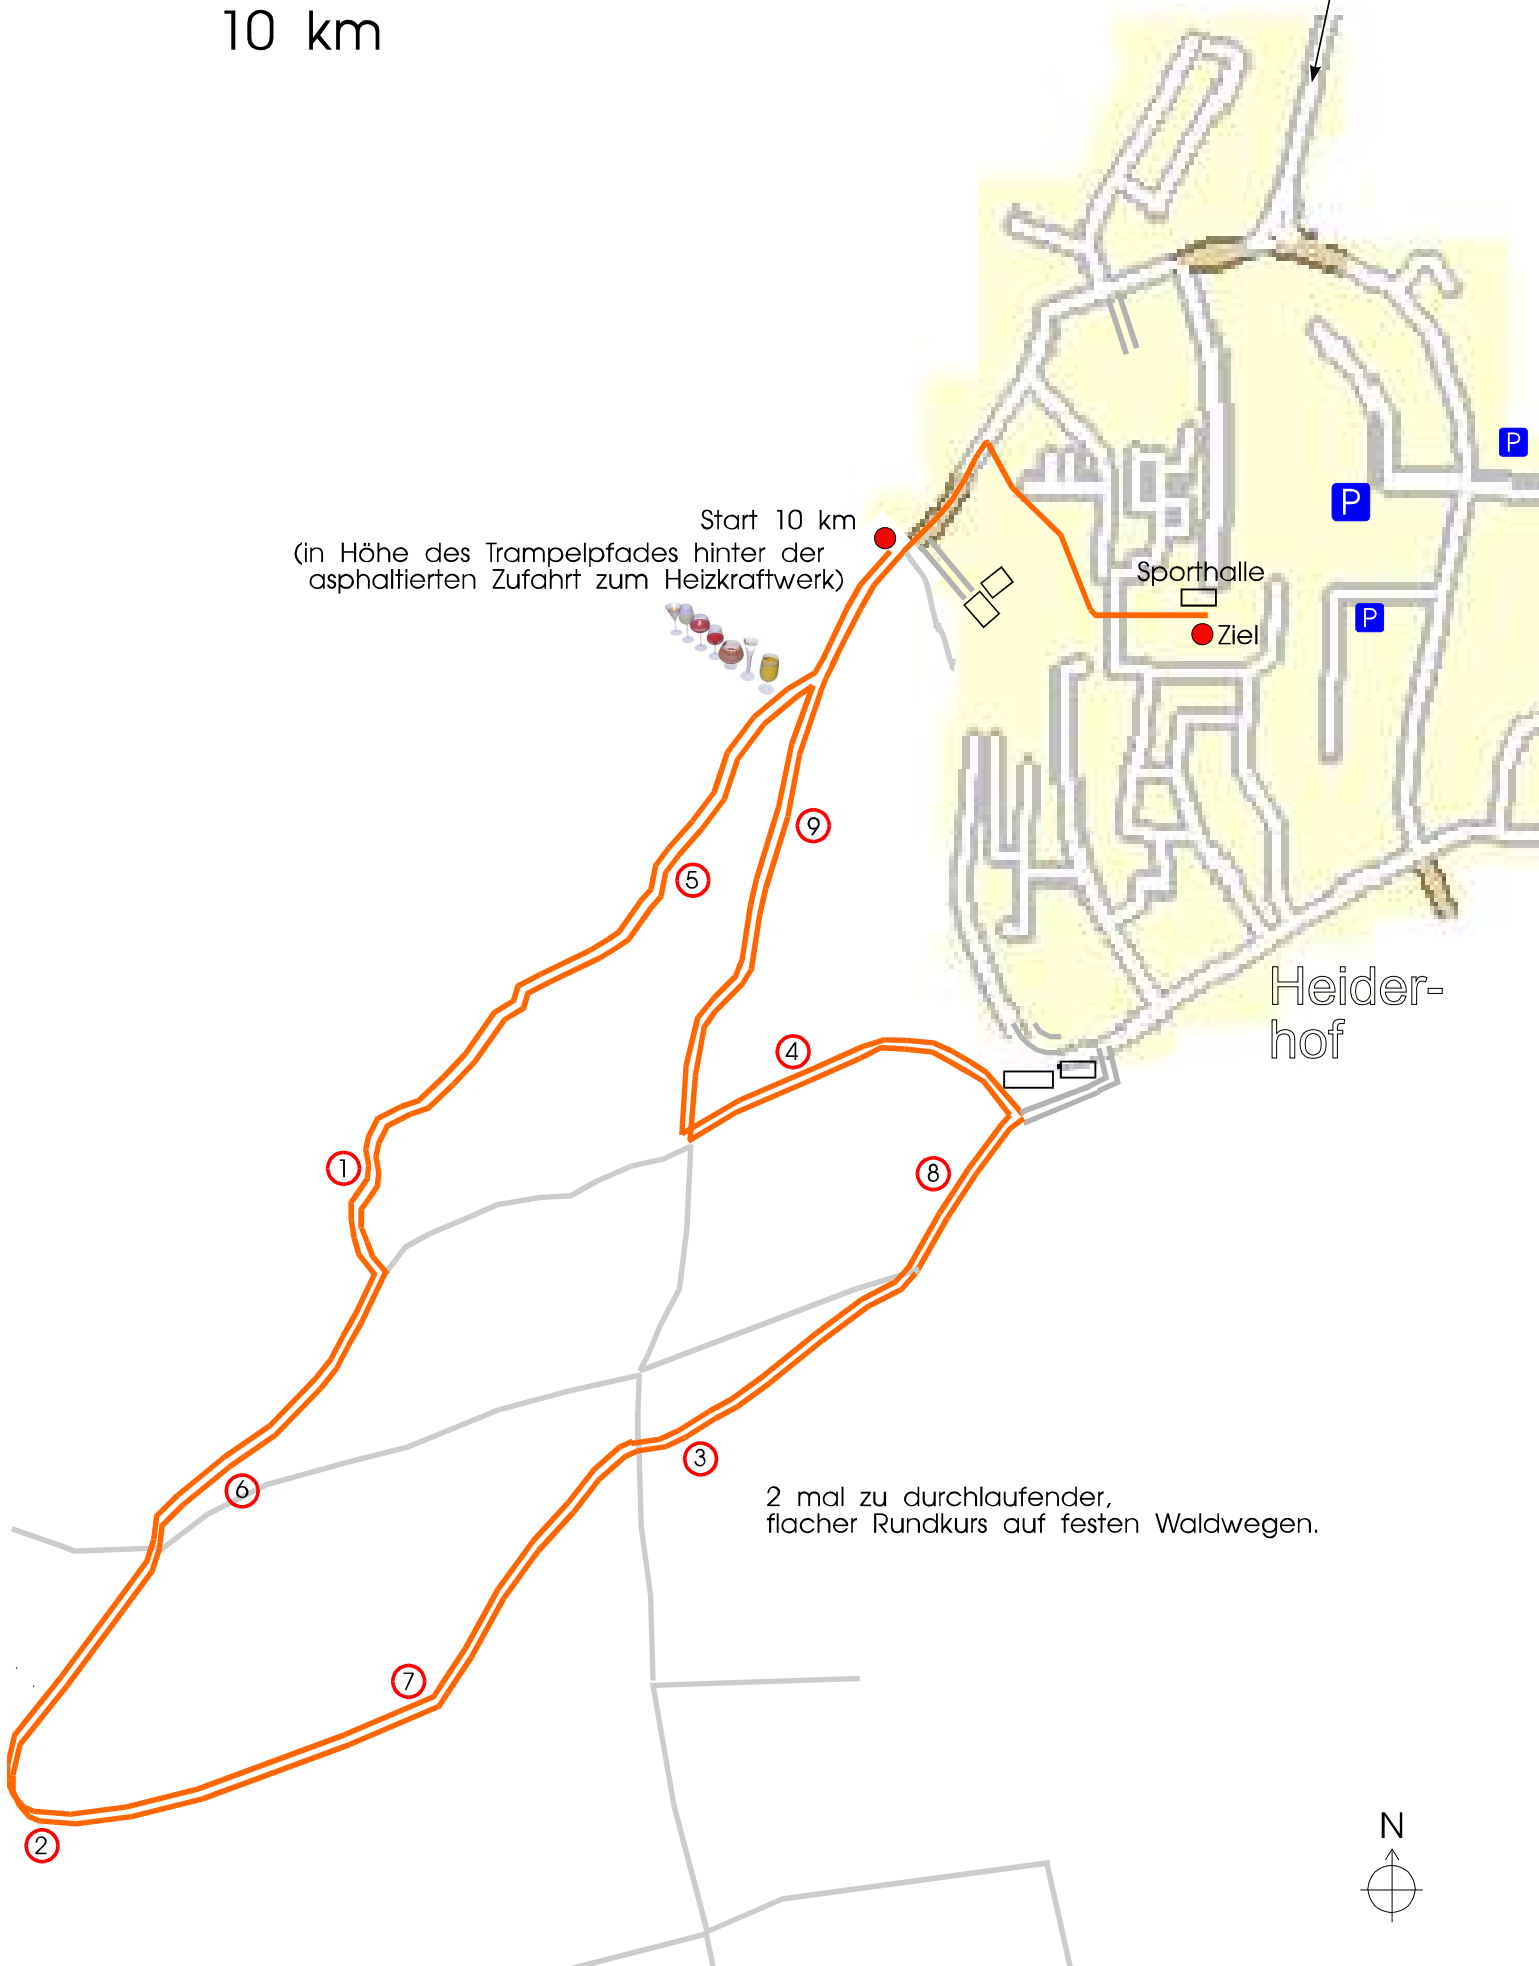 10 km
P
P
Start 10 km
(in Höhe des Trampelpfades hinter der
asphaltierten Zufahrt zum Heizkraftwerk)
Sporthalle
P
Ziel
9
5
Heider-
hof
4
1
8
3
6
2 mal zu durchlaufender,
flacher Rundkurs auf festen Waldwegen.
7
N
2